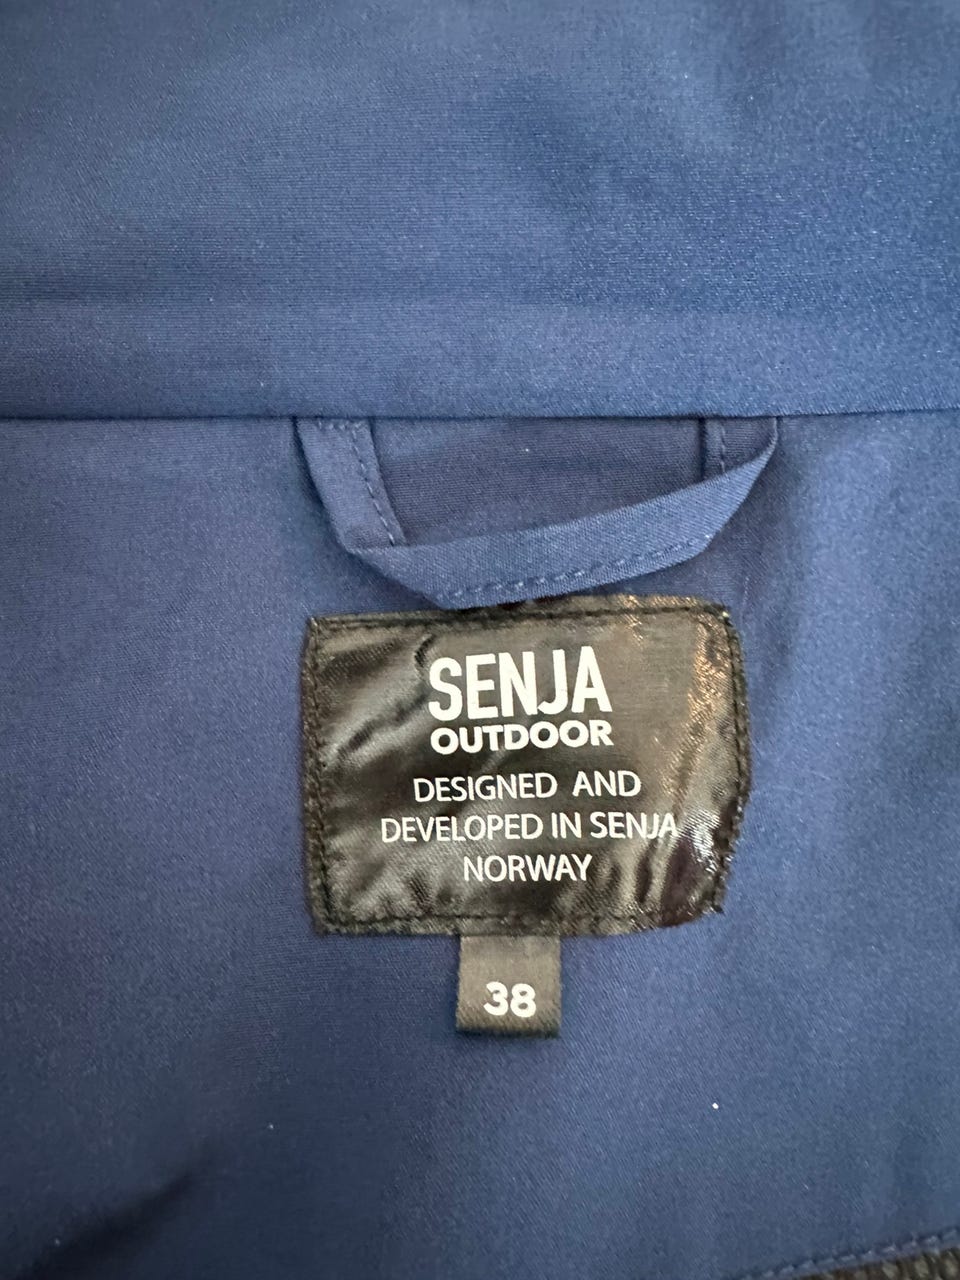 SENJA
OUTDOOR
DESIGNED AND
DEVELOPED IN SENJA
NORWAY
38